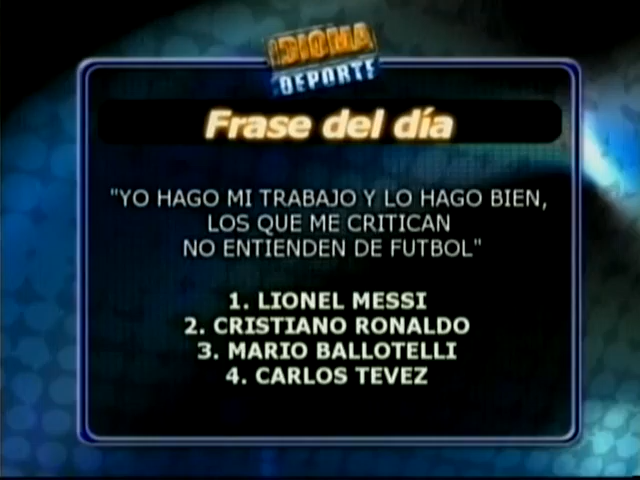 IDIOMA
DEPORTE
Frase del día
"YO HAGO MI TRABAJO Y LO HAGO BIEN,
LOS QUE ME CRITICAN
NO ENTIENDEN DE FUTBOL"
1. LIONEL MESSI
2. CRISTIANO RONALDO
3. MARIO BALLOTELLI
4. CARLOS TEVEZ